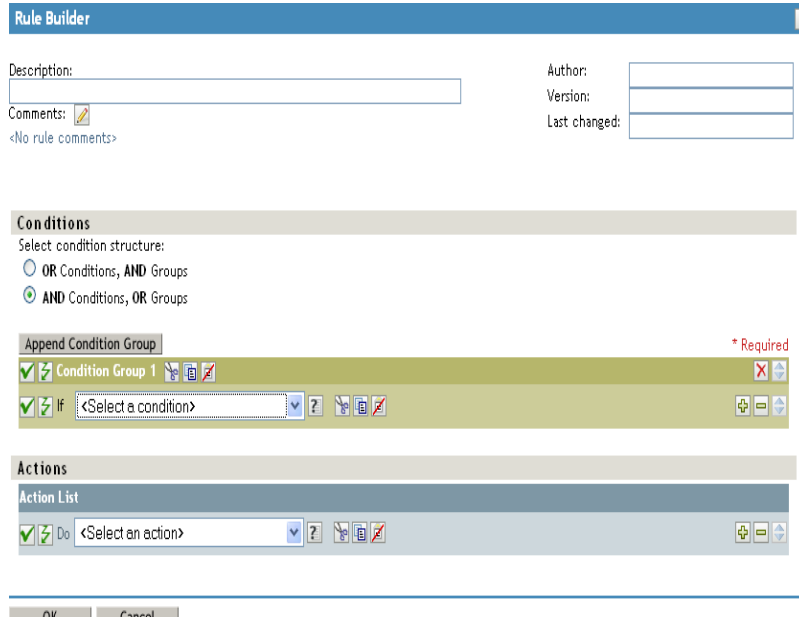 Rule Builder
Description:
Author:
Version:
Comments:
Last changed:
<No rule comments>
Conditions
Select condition structure:
OR Conditions, AND Groups
AND Conditions, OR Groups
Append Condition Group
* Required
Condition Group 1
If <Select a condition> ?
Actions
Action List
Do <Select an action> ?
OK Cancel